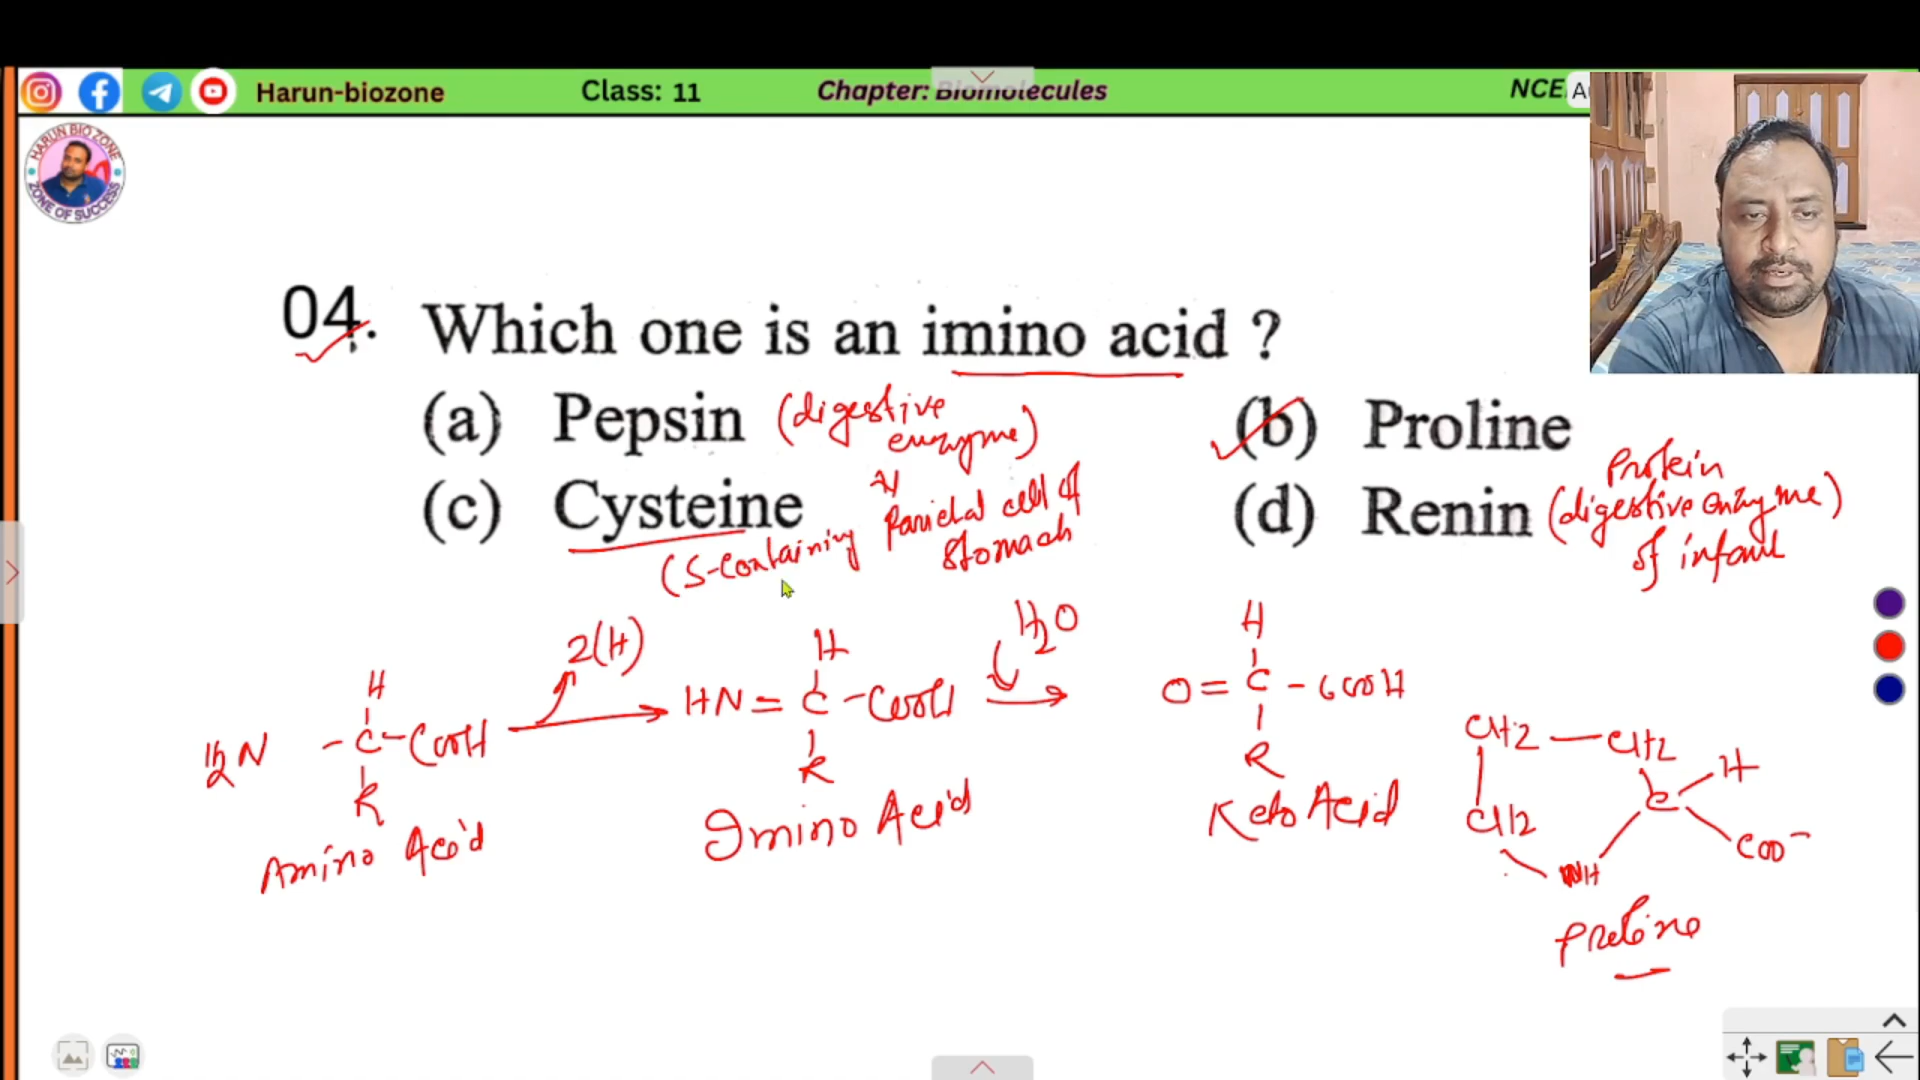 Harun-biozone Class: 11 Chapter: Biomolecules NCE A
HARUN BIO ZONE
ZONE OF SUCCESS
04. Which one is an imino acid ?
(a) Pepsin (digestive enzyme) (b) Proline
Parietal cell of stomach
(c) Cysteine (S-containing (d) Renin
Protein
(digestive enzyme)
of infant
2(H)
H
H2O
H
H
H2N - C - COOH
R
Amino Acid
HN = C - COOH
R
Imino Acid
O = C - COOH
R
Keto Acid
CH2 — CH2
H
C
CH2
COO-
NH
Proline